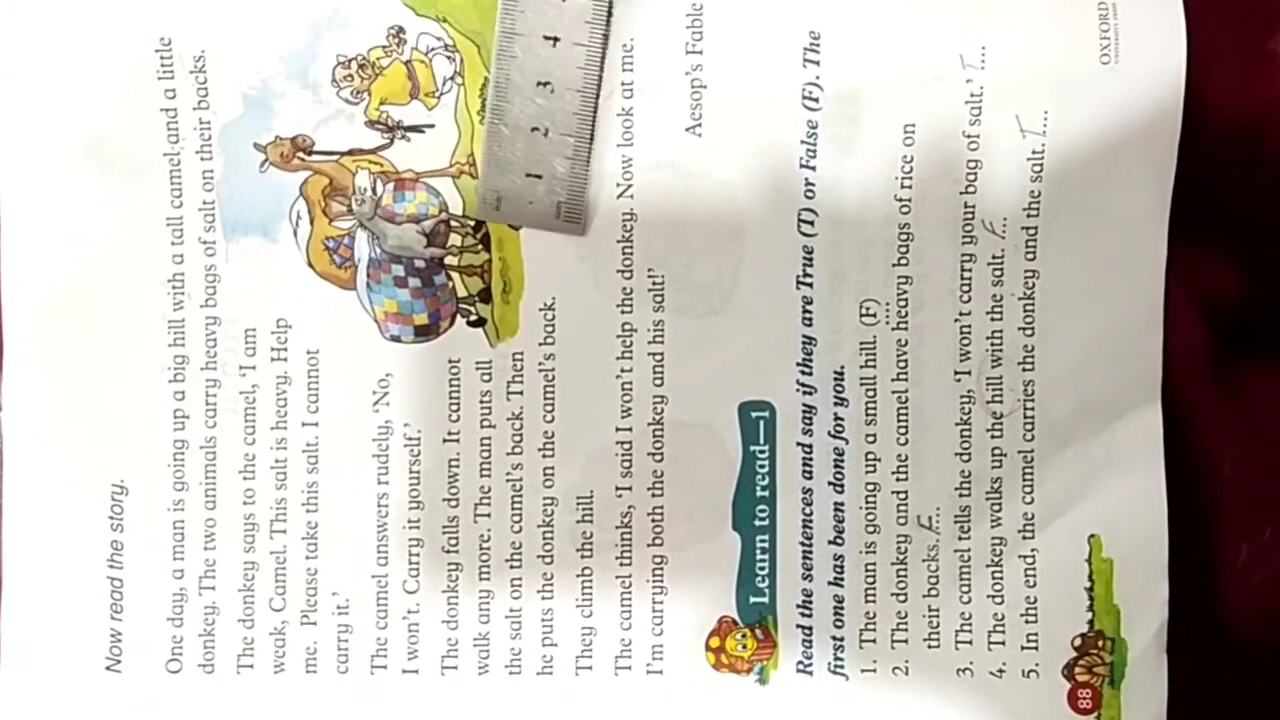 Now read the story.
One day, a man is going up a big hill with a tall camel, and a little
donkey. The two animals carry heavy bags of salt on their backs.
The donkey says to the camel, ‘I am
weak, Camel. This salt is heavy. Help
me. Please take this salt. I cannot
carry it.’
The camel answers rudely, ‘No,
I won’t. Carry it yourself.’
The donkey falls down. It cannot
walk any more. The man puts all
the salt on the camel’s back. Then
he puts the donkey on the camel’s back.
They climb the hill.
The camel thinks, ‘I said I won’t help the donkey. Now look at me.
I’m carrying both the donkey and his salt!’
Aesop’s Fable
1 2 3 4
Learn to read—1
Read the sentences and say if they are True (T) or False (F). The
first one has been done for you.
1. The man is going up a small hill. (F)
2. The donkey and the camel have heavy bags of rice on
their backs. F
3. The camel tells the donkey, ‘I won’t carry your bag of salt.’ T
4. The donkey walks up the hill with the salt. F
5. In the end, the camel carries the donkey and the salt. T
88
OXFORD